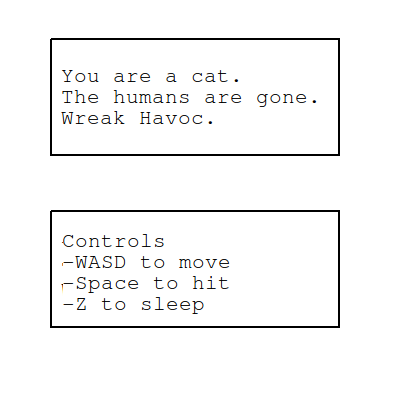 You are a cat.
The humans are gone.
Wreak Havoc.
Controls
-WASD to move
-Space to hit
-Z to sleep